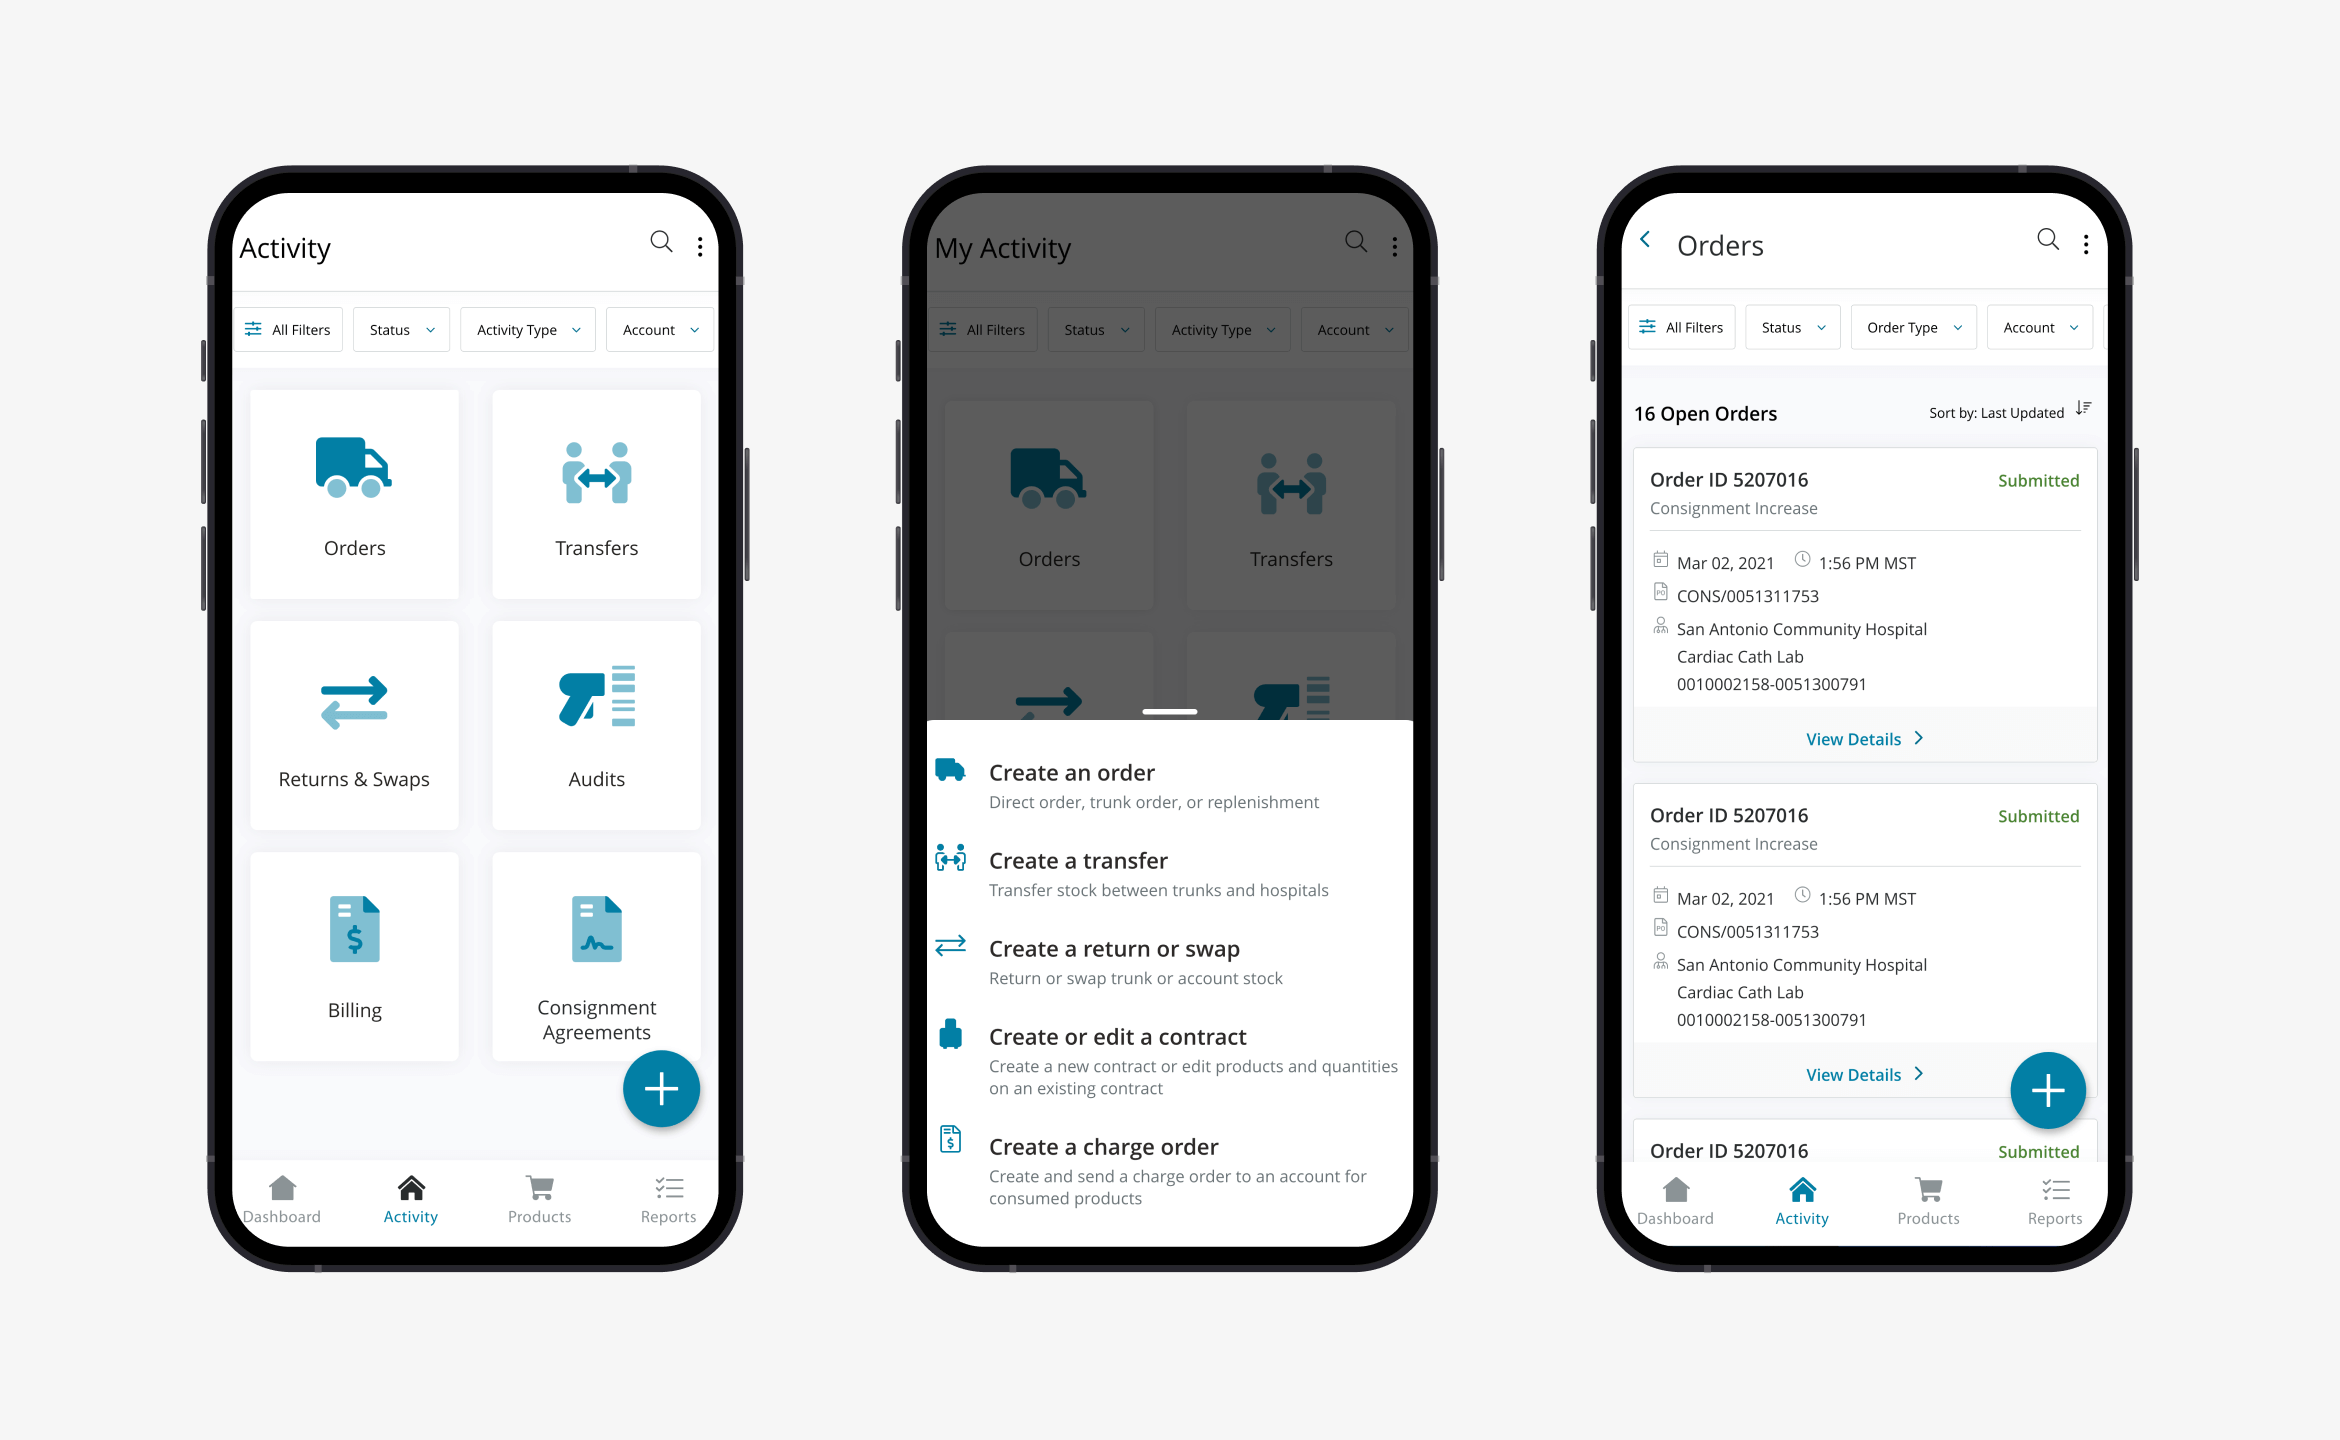 Activity
All Filters
Status
Activity Type
Account
Orders
Transfers
Returns & Swaps
Audits
Billing
Consignment
Agreements
Dashboard
Activity
Products
Reports
My Activity
All Filters
Status
Activity Type
Account
Orders
Transfers
Create an order
Direct order, trunk order, or replenishment
Create a transfer
Transfer stock between trunks and hospitals
Create a return or swap
Return or swap trunk or account stock
Create or edit a contract
Create a new contract or edit products and quantities
on an existing contract
Create a charge order
Create and send a charge order to an account for
consumed products
Orders
All Filters
Status
Order Type
Account
16 Open Orders
Sort by: Last Updated
Order ID 5207016
Submitted
Consignment Increase
Mar 02, 2021
1:56 PM MST
PO
CONS/0051311753
San Antonio Community Hospital
Cardiac Cath Lab
0010002158-0051300791
View Details
Order ID 5207016
Submitted
Consignment Increase
Mar 02, 2021
1:56 PM MST
PO
CONS/0051311753
San Antonio Community Hospital
Cardiac Cath Lab
0010002158-0051300791
View Details
Order ID 5207016
Submitted
Dashboard
Activity
Products
Reports